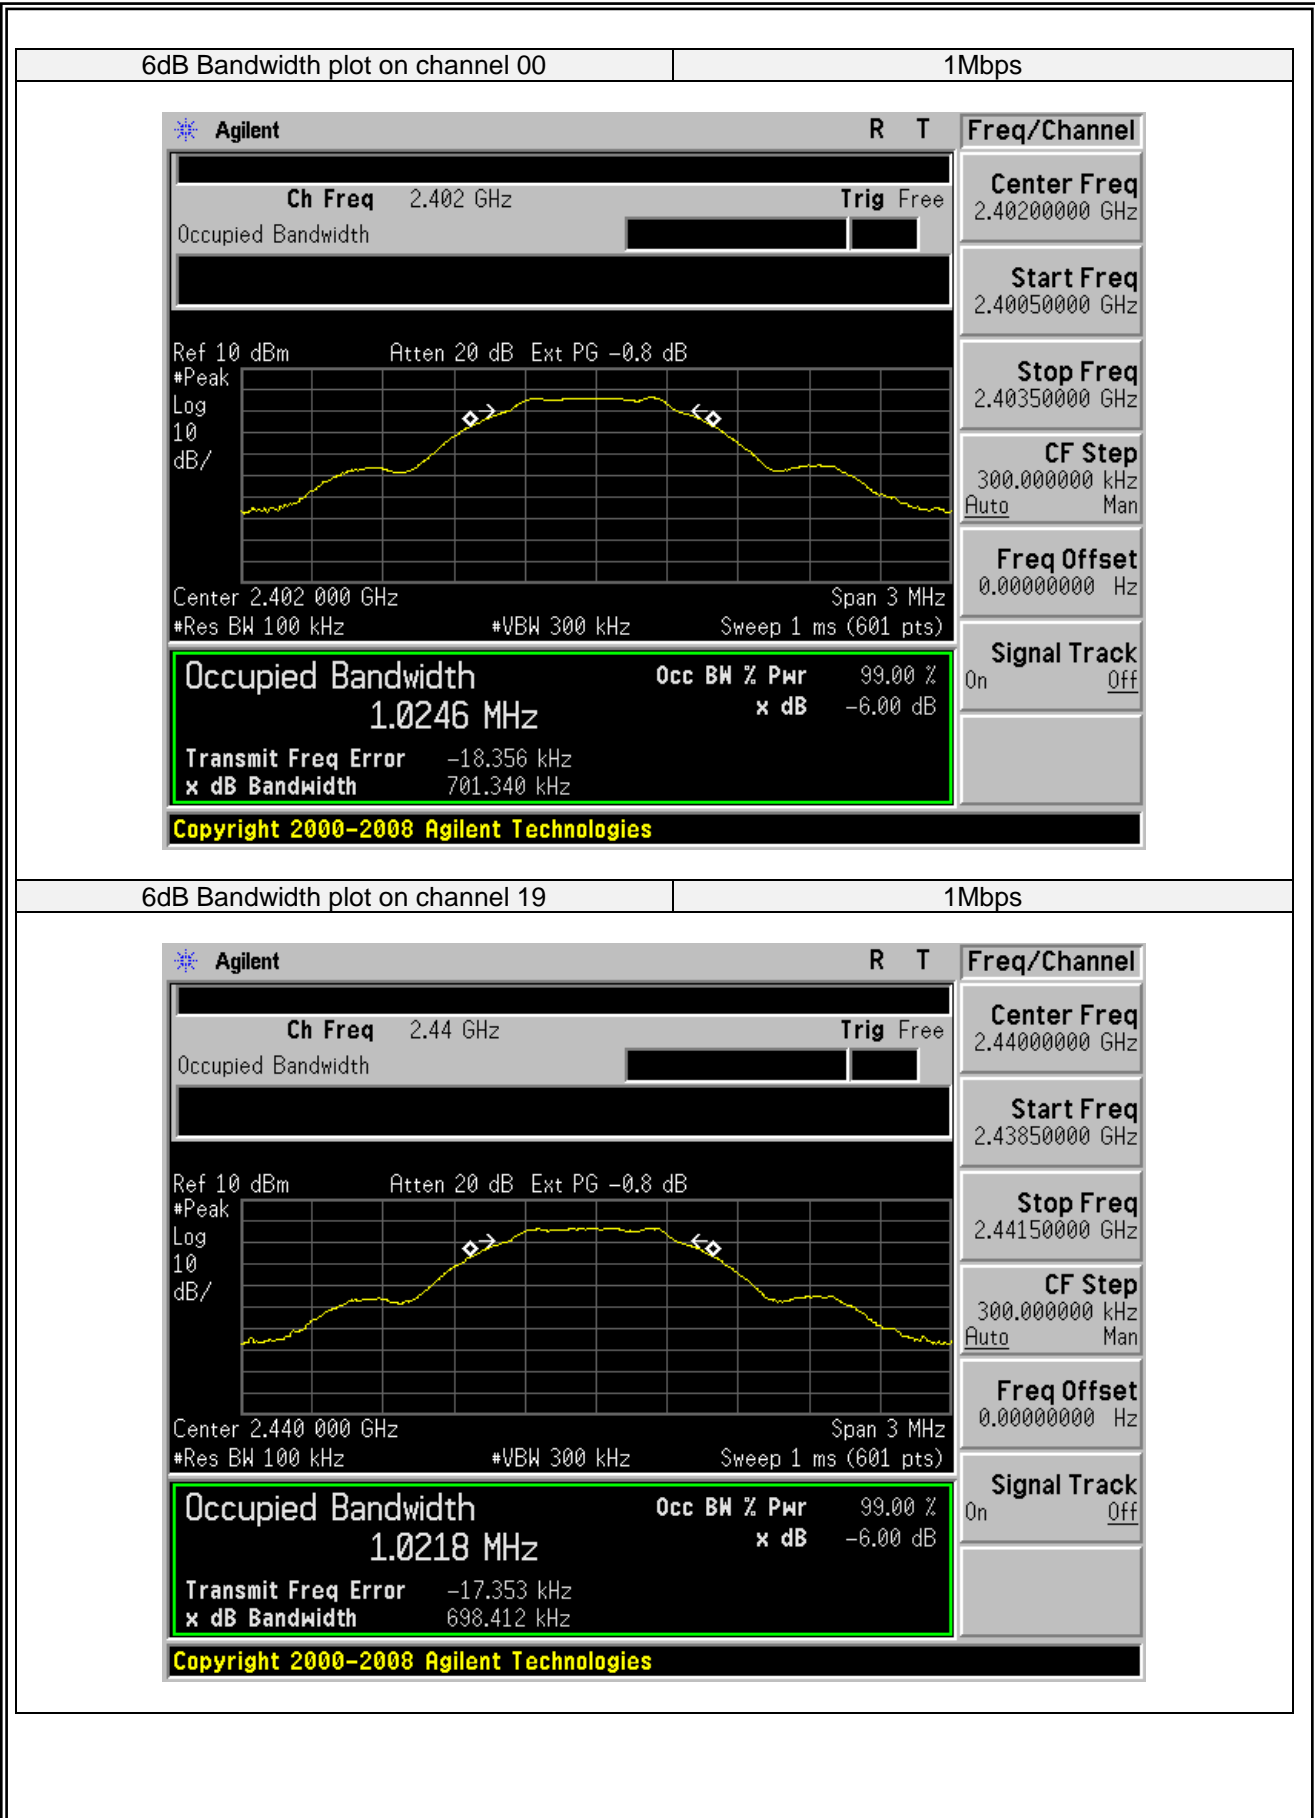 6dB Bandwidth plot on channel 00 1Mbps
Agilent R T Freq/Channel
Ch Freq 2.402 GHz Trig Free
Occupied Bandwidth
Center Freq
2.40200000 GHz
Start Freq
2.40050000 GHz
Stop Freq
2.40350000 GHz
CF Step
300.000000 kHz
Auto Man
Freq Offset
0.00000000 Hz
Signal Track
On Off
Ref 10 dBm Atten 20 dB Ext PG -0.8 dB
#Peak
Log
10
dB/
Center 2.402 000 GHz Span 3 MHz
#Res BW 100 kHz #VBW 300 kHz Sweep 1 ms (601 pts)
Occupied Bandwidth Occ BW % Pwr 99.00 %
1.0246 MHz x dB -6.00 dB
Transmit Freq Error -18.356 kHz
x dB Bandwidth 701.340 kHz
Copyright 2000-2008 Agilent Technologies
6dB Bandwidth plot on channel 19 1Mbps
Agilent R T Freq/Channel
Ch Freq 2.44 GHz Trig Free
Occupied Bandwidth
Center Freq
2.44000000 GHz
Start Freq
2.43850000 GHz
Stop Freq
2.44150000 GHz
CF Step
300.000000 kHz
Auto Man
Freq Offset
0.00000000 Hz
Signal Track
On Off
Ref 10 dBm Atten 20 dB Ext PG -0.8 dB
#Peak
Log
10
dB/
Center 2.440 000 GHz Span 3 MHz
#Res BW 100 kHz #VBW 300 kHz Sweep 1 ms (601 pts)
Occupied Bandwidth Occ BW % Pwr 99.00 %
1.0218 MHz x dB -6.00 dB
Transmit Freq Error -17.353 kHz
x dB Bandwidth 698.412 kHz
Copyright 2000-2008 Agilent Technologies